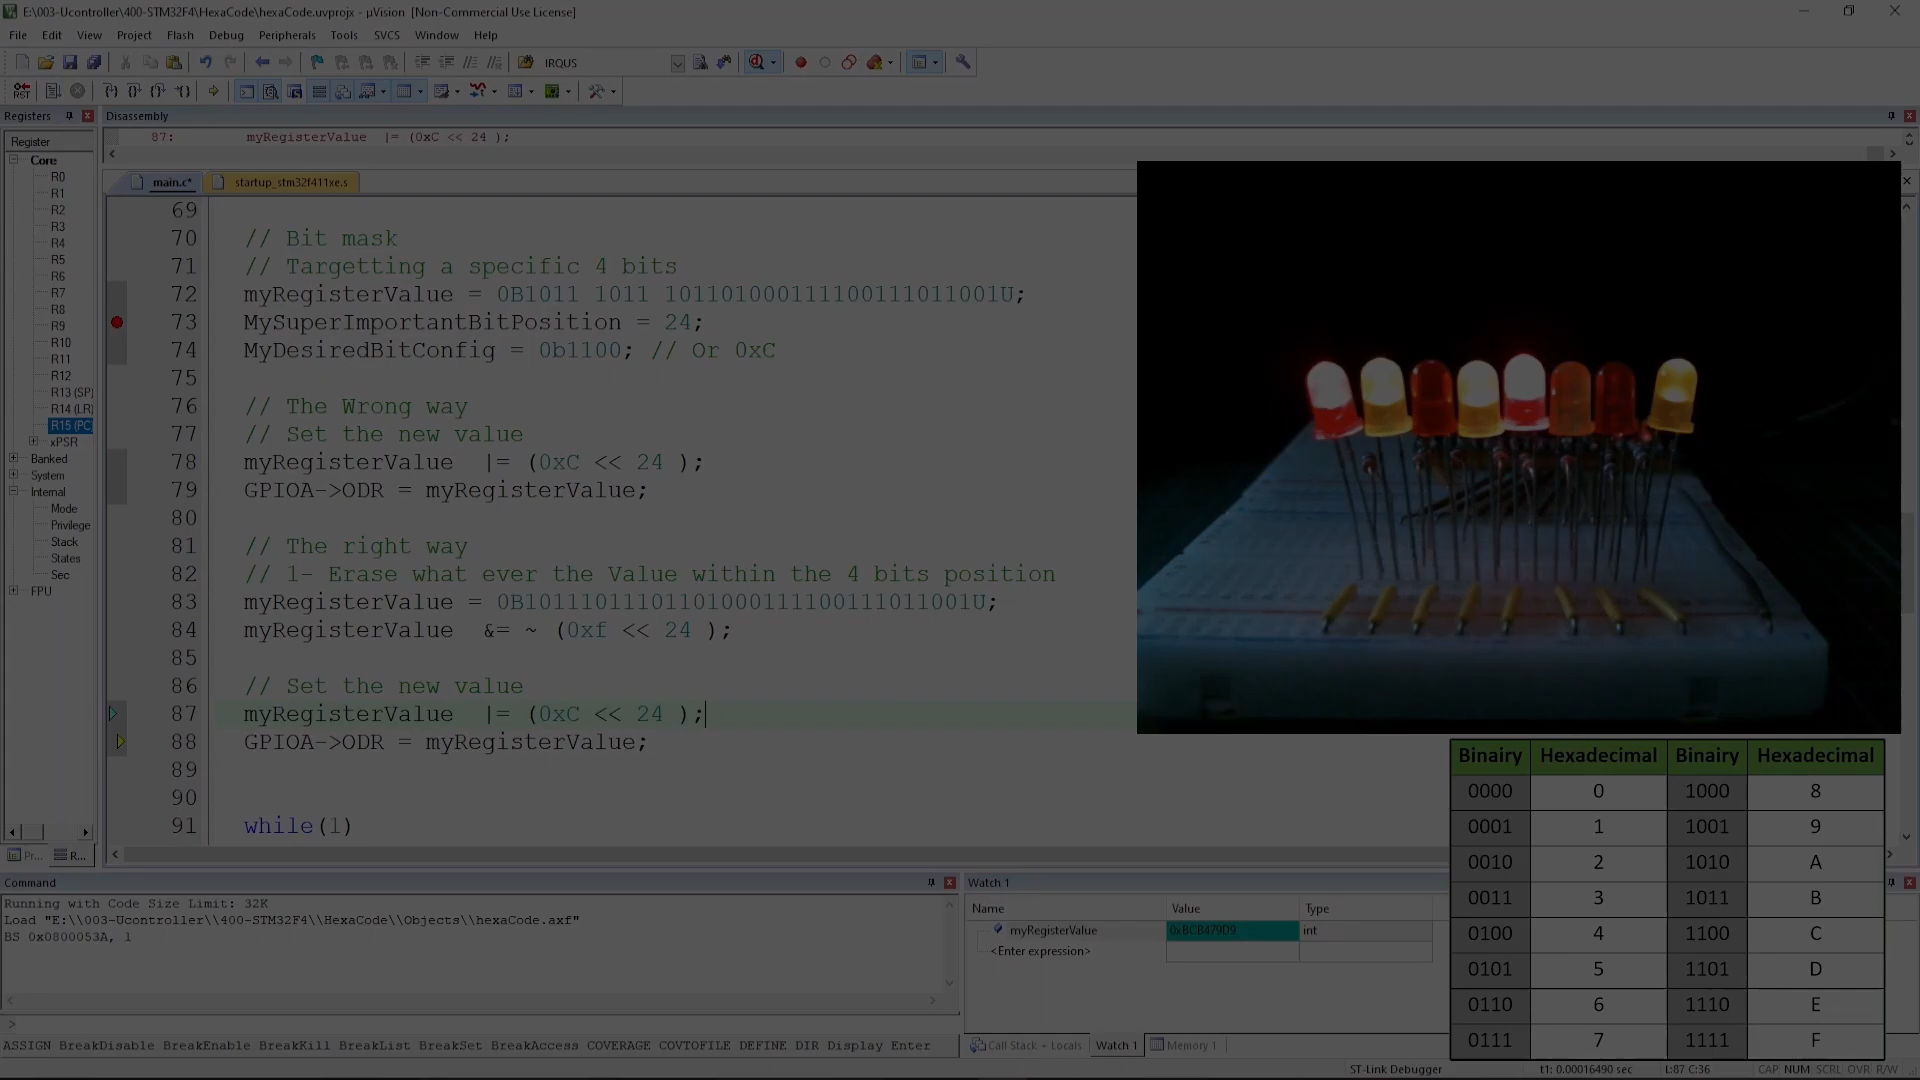 E:\003-Ucontroller\400-STM32F4\HexaCode\hexaCode.uvprojx - µVision [Non-Commercial Use License]
File Edit View Project Flash Debug Peripherals Tools SVCS Window Help
IRQUS
RST
Registers
Disassembly
Register
87: myRegisterValue |= (0xC << 24 );
Core
R0
R1
R2
R3
R4
R5
R6
R7
R8
R9
R10
R11
R12
R13 (SP)
R14 (LR)
R15 (PC)
xPSR
Banked
System
Internal
Mode
Privilege
Stack
States
Sec
FPU
Pr...
R...
main.c*
startup_stm32f411xe.s
69
70 // Bit mask
71 // Targetting a specific 4 bits
72 myRegisterValue = 0B1011 1011 101101000111100111011001U;
73 MySuperImportantBitPosition = 24;
74 MyDesiredBitConfig = 0b1100; // Or 0xC
75
76 // The Wrong way
77 // Set the new value
78 myRegisterValue |= (0xC << 24 );
79 GPIOA->ODR = myRegisterValue;
80
81 // The right way
82 // 1- Erase what ever the Value within the 4 bits position
83 myRegisterValue = 0B10111011101101000111100111011001U;
84 myRegisterValue &= ~ (0xf << 24 );
85
86 // Set the new value
87 myRegisterValue |= (0xC << 24 );
88 GPIOA->ODR = myRegisterValue;
89
90
91 while(1)
Binairy Hexadecimal Binairy Hexadecimal
0000 0 1000 8
0001 1 1001 9
0010 2 1010 A
0011 3 1011 B
0100 4 1100 C
0101 5 1101 D
0110 6 1110 E
0111 7 1111 F
Command
Running with Code Size Limit: 32K
Load "E:\\003-Ucontroller\\400-STM32F4\\HexaCode\\Objects\\hexaCode.axf"
BS 0x0800053A, 1
>
ASSIGN BreakDisable BreakEnable BreakKill BreakList BreakSet BreakAccess COVERAGE COVTOFILE DEFINE DIR Display Enter
Watch 1
Name Value Type
myRegisterValue 0xBCB479D9 int
<Enter expression>
Call Stack + Locals Watch 1 Memory 1
ST-Link Debugger t1: 0.00016490 sec L:87 C:36 CAP NUM SCRL OVR R/W